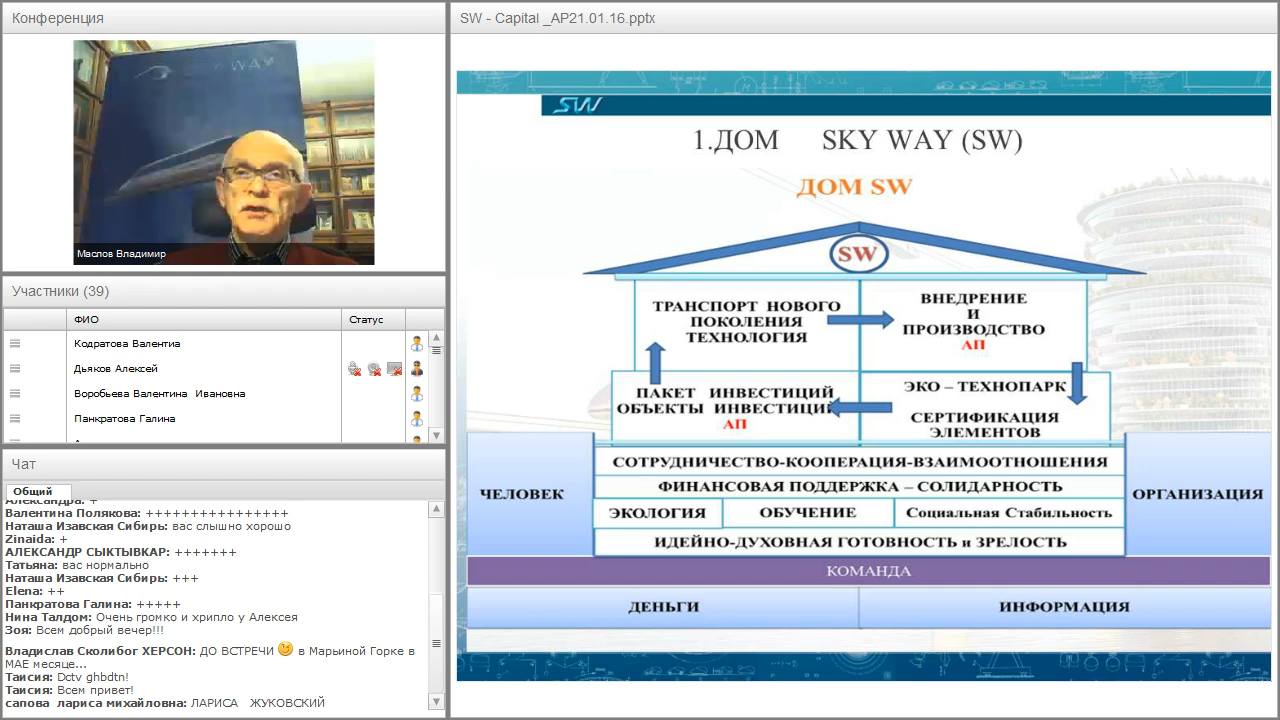 Конференция
Маслов Владимир
Участники (39)
ФИО
Статус
Кодратова Валентиа
Дьяков Алексей
Воробьева Валентина Ивановна
Панкратова Галина
Чат
Общий
Александра: +
Валентина Полякова: ++++++++++++++++
Наташа Изавская Сибирь: вас слышно хорошо
Zinaida: +
АЛЕКСАНДР СЫКТЫВКАР: +++++++
Татьяна: вас нормально
Наташа Изавская Сибирь: +++
Elena: ++
Панкратова Галина: +++++
Нина Талдом: Очень громко и хрипло у Алексея
Зоя: Всем добрый вечер!!!
Владислав Сколибог ХЕРСОН: ДО ВСТРЕЧИ в Марьиной Горке в
МАЕ месяце...
Таисия: Dctv ghbdtn!
Таисия: Всем привет!
сапова лариса михайловна: ЛАРИСА ЖУКОВСКИЙ
SW - Capital _AP21.01.16.pptx
SW
1.ДОМ SKY WAY (SW)
ДОМ SW
SW
ТРАНСПОРТ НОВОГО
ПОКОЛЕНИЯ
ТЕХНОЛОГИЯ
ВНЕДРЕНИЕ
И
ПРОИЗВОДСТВО
АП
ПАКЕТ ИНВЕСТИЦИЙ
ОБЪЕКТЫ ИНВЕСТИЦИЙ
АП
ЭКО – ТЕХНОПАРК
СЕРТИФИКАЦИЯ
ЭЛЕМЕНТОВ
ЧЕЛОВЕК
СОТРУДНИЧЕСТВО-КООПЕРАЦИЯ-ВЗАИМООТНОШЕНИЯ
ФИНАНСОВАЯ ПОДДЕРЖКА – СОЛИДАРНОСТЬ
ЭКОЛОГИЯ
ОБУЧЕНИЕ
Социальная Стабильность
ИДЕЙНО-ДУХОВНАЯ ГОТОВНОСТЬ и ЗРЕЛОСТЬ
ОРГАНИЗАЦИЯ
КОМАНДА
ДЕНЬГИ
ИНФОРМАЦИЯ